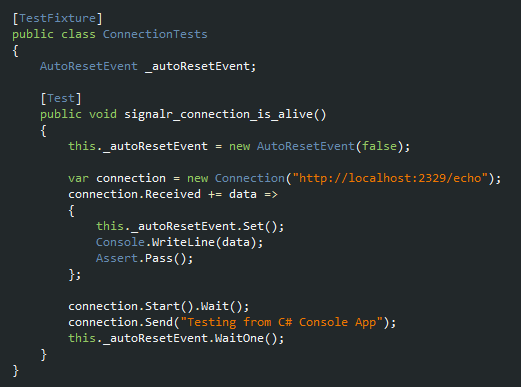 [TestFixture]
public class ConnectionTests
{
    AutoResetEvent _autoResetEvent;

    [Test]
    public void signalr_connection_is_alive()
    {
        this._autoResetEvent = new AutoResetEvent(false);

        var connection = new Connection("http://localhost:2329/echo");
        connection.Received += data =>
        {
            this._autoResetEvent.Set();
            Console.WriteLine(data);
            Assert.Pass();
        };

        connection.Start().Wait();
        connection.Send("Testing from C# Console App");
        this._autoResetEvent.WaitOne();
    }
}